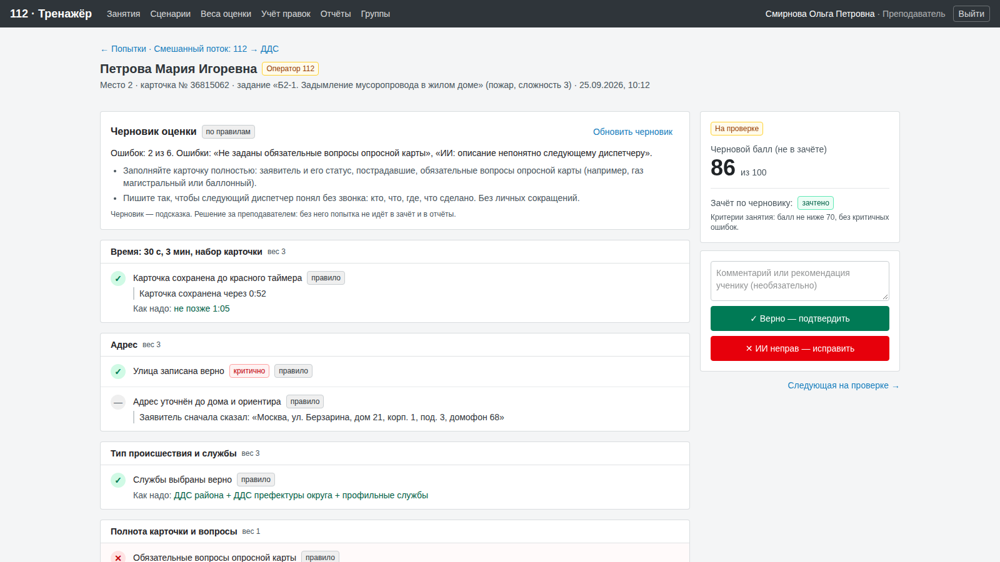 112 · Тренажёр
Занятия
Сценарии
Веса оценки
Учёт правок
Отчёты
Группы
Смирнова Ольга Петровна · Преподаватель
Выйти
← Попытки · Смешанный поток: 112 → ДДС
Петрова Мария Игоревна
Оператор 112
Место 2 · карточка № 36815062 · задание «Б2-1. Задымление мусоропровода в жилом доме» (пожар, сложность 3) · 25.09.2026, 10:12
Черновик оценки
по правилам
Обновить черновик
Ошибок: 2 из 6. Ошибки: «Не заданы обязательные вопросы опросной карты», «ИИ: описание непонятно следующему диспетчеру».
• Заполняйте карточку полностью: заявитель и его статус, пострадавшие, обязательные вопросы опросной карты (например, газ
магистральный или баллонный).
• Пишите так, чтобы следующий диспетчер понял без звонка: кто, что, где, что сделано. Без личных сокращений.
Черновик — подсказка. Решение за преподавателем: без него попытка не идёт в зачёт и в отчёты.
Время: 30 с, 3 мин, набор карточки
вес 3
✓ Карточка сохранена до красного таймера
правило
Карточка сохранена через 0:52
Как надо: не позже 1:05
Адрес
вес 3
✓ Улица записана верно
критично
правило
— Адрес уточнён до дома и ориентира
правило
Заявитель сначала сказал: «Москва, ул. Берзарина, дом 21, корп. 1, под. 3, домофон 68»
Тип происшествия и службы
вес 3
✓ Службы выбраны верно
правило
Как надо: ДДС района + ДДС префектуры округа + профильные службы
Полнота карточки и вопросы
вес 1
✕ Обязательные вопросы опросной карты
правило
На проверке
Черновой балл (не в зачёте)
86 из 100
Зачёт по черновику:
зачтено
Критерии занятия: балл не ниже 70, без критичных
ошибок.
Комментарий или рекомендация
ученику (необязательно)
✓ Верно — подтвердить
✕ ИИ неправ — исправить
Следующая на проверке →